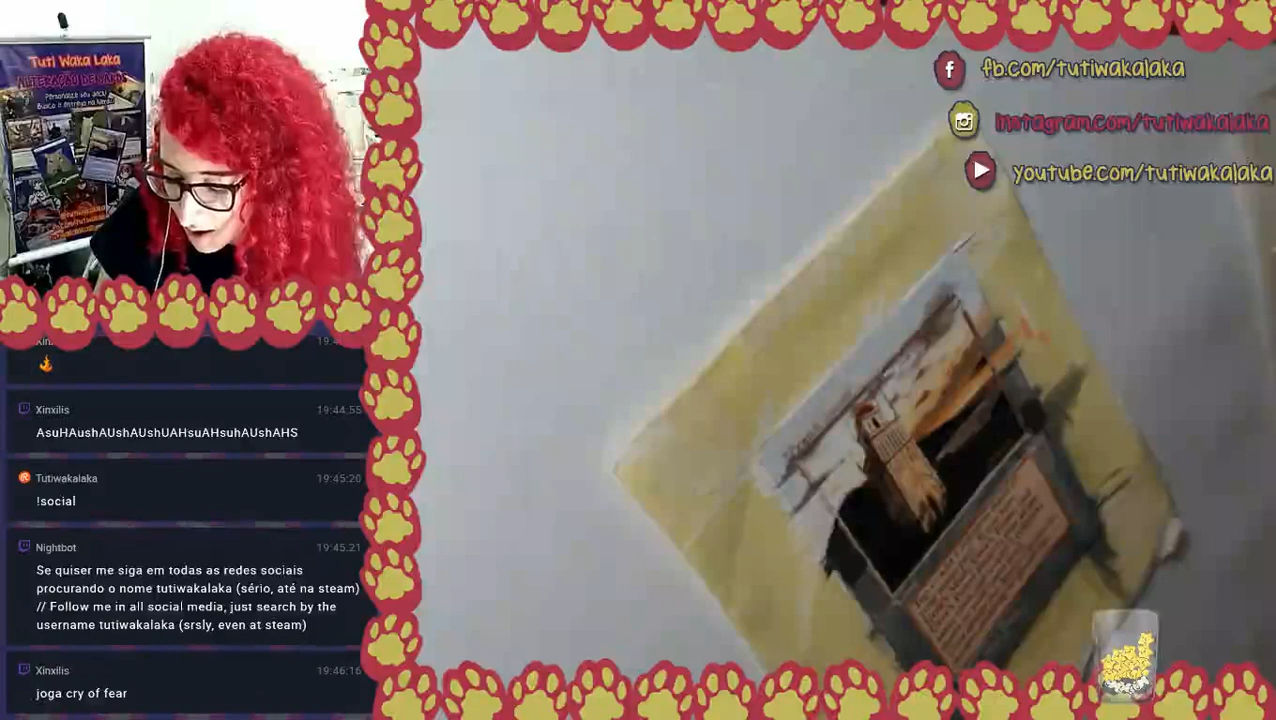 Tuti Waka Laka
ALTERAÇÃO DE CARDS
fb.com/tutiwakalaka
instagram.com/tutiwakalaka
youtube.com/tutiwakalaka
19:44:55
Xinxilis
AsuHAushAUshAUshUAHsuAHsuhAUshAHS
Tutiwakalaka
19:45:20
!social
Nightbot
19:45:21
Se quiser me siga em todas as redes sociais
procurando o nome tutiwakalaka (sério, até na steam)
// Follow me in all social media, just search by the
username tutiwakalaka (srsly, even at steam)
Xinxilis
19:46:16
joga cry of fear